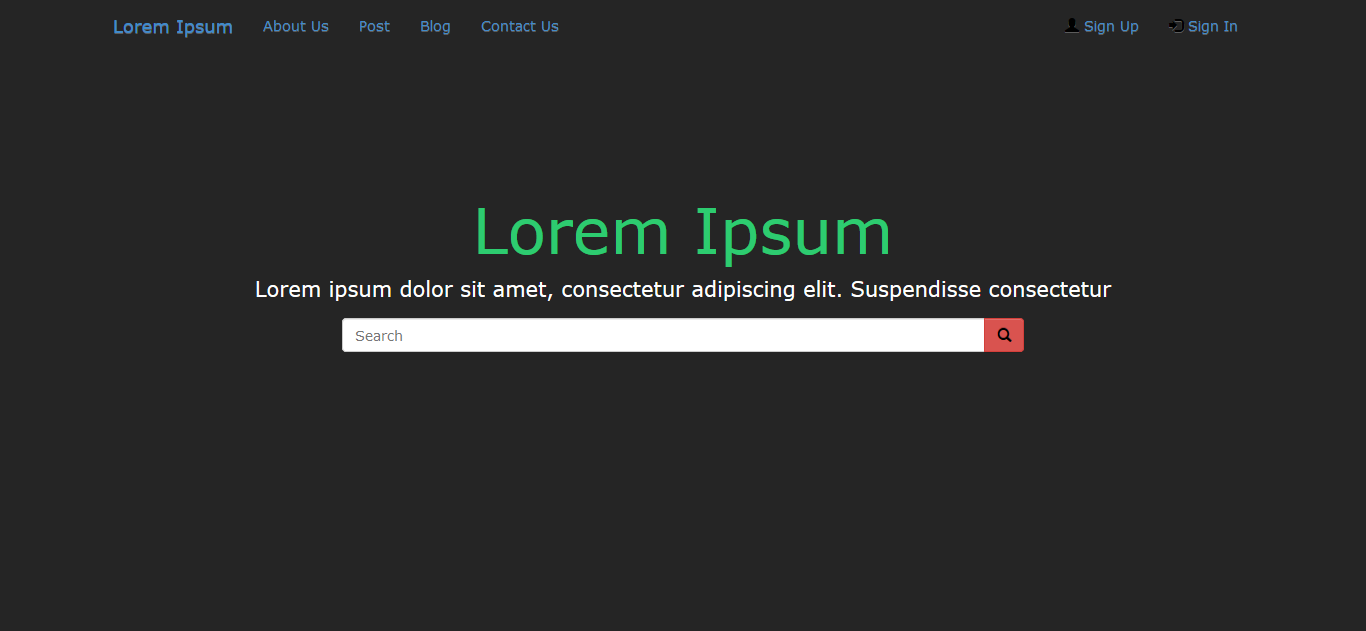 Lorem Ipsum About Us Post Blog Contact Us Sign Up Sign In
Lorem Ipsum
Lorem ipsum dolor sit amet, consectetur adipiscing elit. Suspendisse consectetur
Search